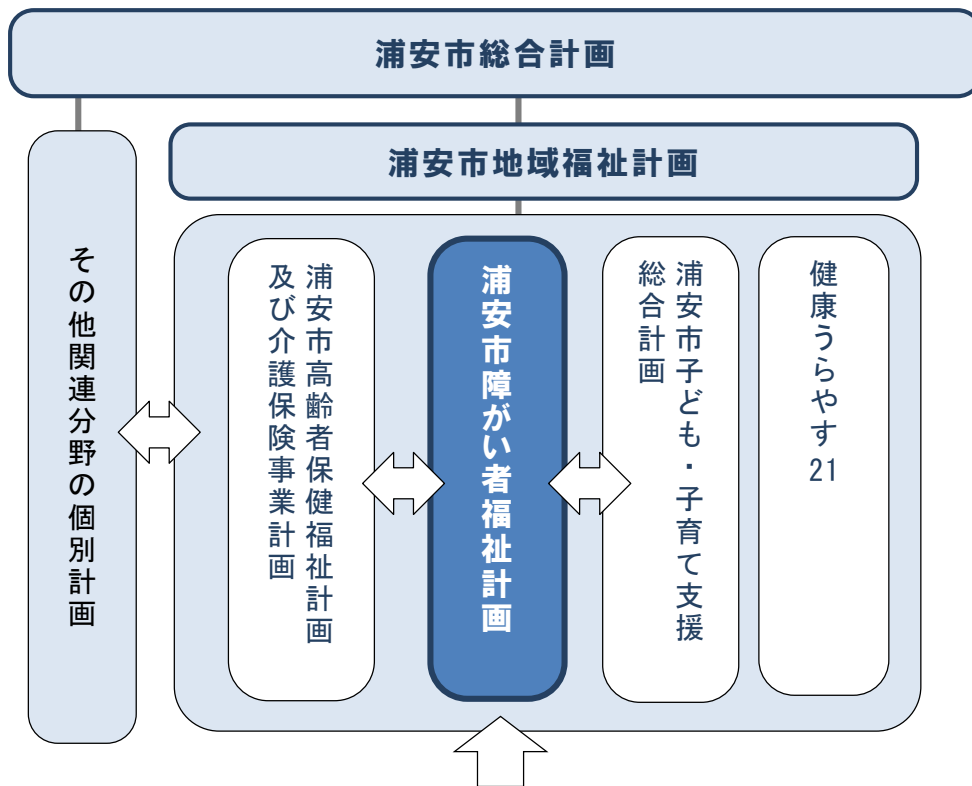 浦安市総合計画
浦安市地域福祉計画
その他関連分野の個別計画
浦安市高齢者保健福祉計画
及び介護保険事業計画
浦安市障がい者福祉計画
浦安市子ども・子育て支援
総合計画
健康うらやす21